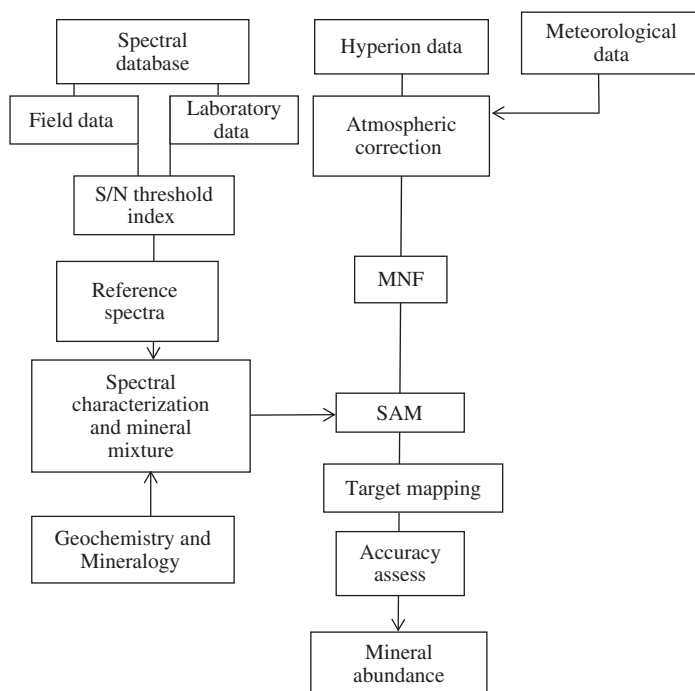 Spectral
database
Hyperion data
Meteorological
data
Field data
Laboratory
data
Atmospheric
correction
S/N threshold
index
MNF
Reference
spectra
Spectral
characterization
and mineral
mixture
SAM
Target mapping
Geochemistry and
Mineralogy
Accuracy
assess
Mineral
abundance